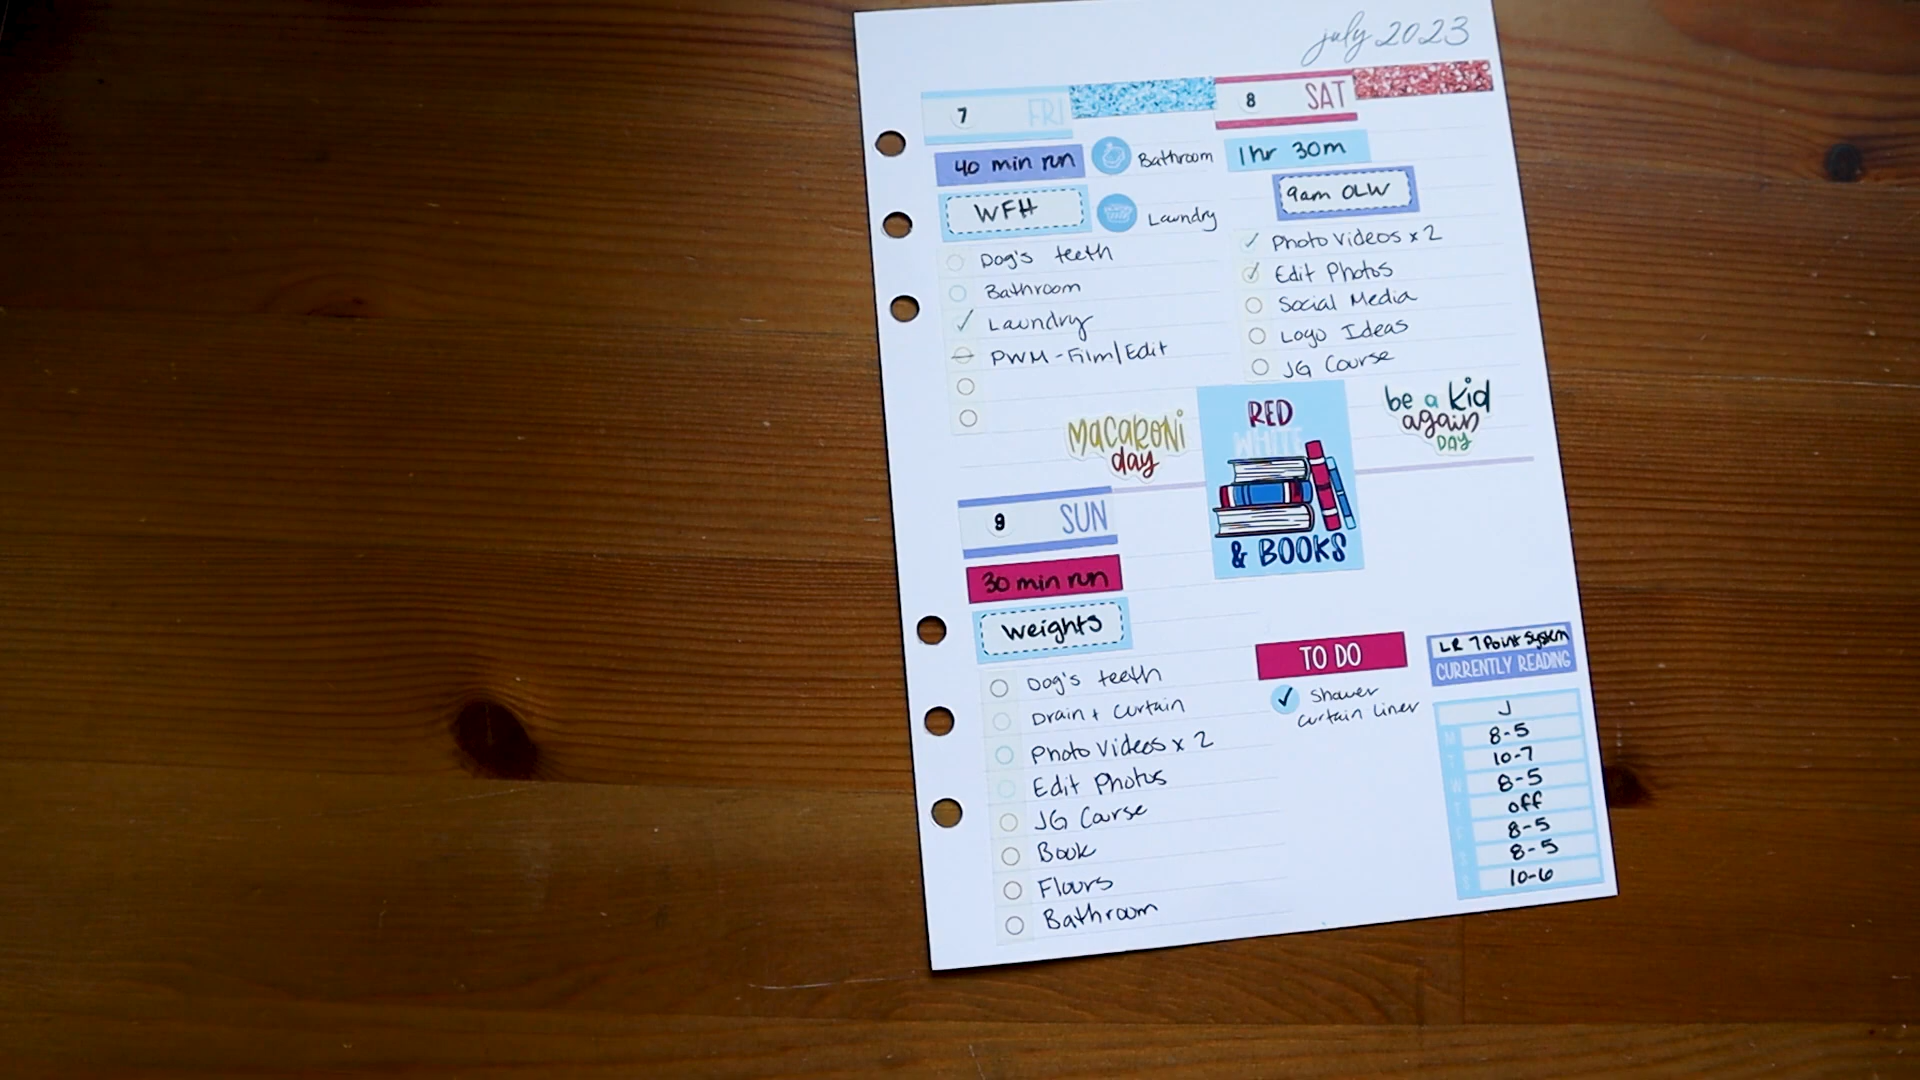 july 2023
7 FRI
40 min run
Bathroom
WFH
Laundry
Dog's teeth
Bathroom
Laundry
PWM - Film/Edit
macaroni
day
8 SAT
1 hr 30m
9am OLW
Photo Videos x 2
Edit Photos
Social Media
Logo Ideas
JG Course
be a kid
again
DAY
RED
WHITE
& BOOKS
9 SUN
30 min run
weights
Dog's teeth
Drain + curtain
Photo Videos x 2
Edit Photos
JG Course
Book
Floors
Bathroom
TO DO
Shower
curtain liner
LR 7 Point System
CURRENTLY READING
J
M 8-5
T 10-7
W 8-5
T off
F 8-5
S 8-5
S 10-6